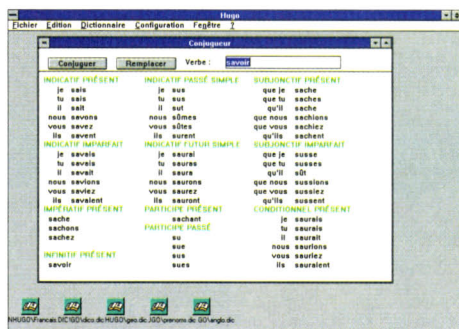 Hugo
Fichier Edition Dictionnaire Configuration Fenêtre ?
Conjugueur
Conjuguer Remplacer Verbe : savoir
INDICATIF PRÉSENT
je sais
tu sais
il sait
nous savons
vous savez
ils savent
INDICATIF IMPARFAIT
je savais
tu savais
il savait
nous savions
vous saviez
ils savaient
IMPÉRATIF PRÉSENT
sache
sachons
sachez
INFINITIF PRÉSENT
savoir
INDICATIF PASSÉ SIMPLE
je sus
tu sus
il sut
nous sûmes
vous sûtes
ils surent
INDICATIF FUTUR SIMPLE
je saurai
tu sauras
il saura
nous saurons
vous saurez
ils sauront
PARTICIPE PRÉSENT
sachant
PARTICIPE PASSÉ
su
sue
sus
sues
SUBJONCTIF PRÉSENT
que je sache
que tu saches
qu'il sache
que nous sachions
que vous sachiez
qu'ils sachent
SUBJONCTIF IMPARFAIT
que je susse
que tu susses
qu'il sût
que nous sussions
que vous sussiez
qu'ils sussent
CONDITIONNEL PRÉSENT
je saurais
tu saurais
il saurait
nous saurions
vous sauriez
ils sauraient